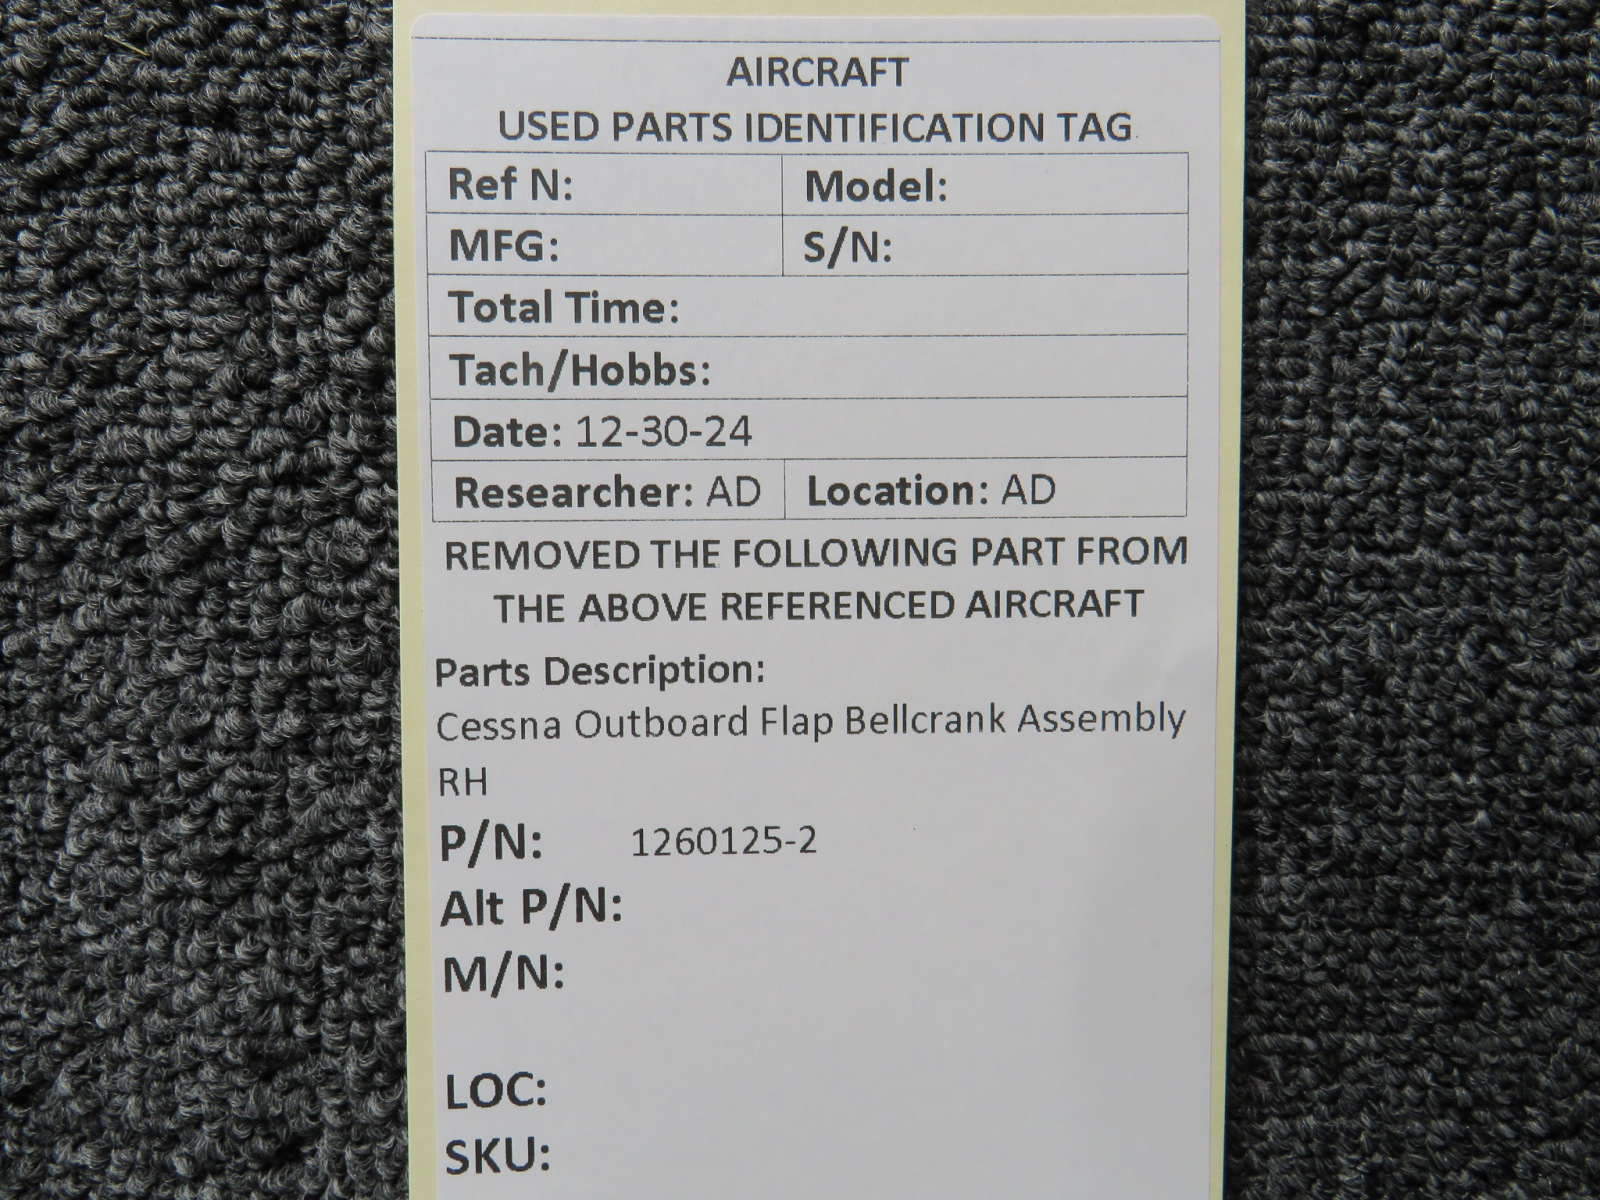 AIRCRAFT
USED PARTS IDENTIFICATION TAG
Ref N: Model:
MFG: S/N:
Total Time:
Tach/Hobbs:
Date: 12-30-24
Researcher: AD Location: AD
REMOVED THE FOLLOWING PART FROM
THE ABOVE REFERENCED AIRCRAFT
Parts Description:
Cessna Outboard Flap Bellcrank Assembly
RH
P/N: 1260125-2
Alt P/N:
M/N:
LOC:
SKU: